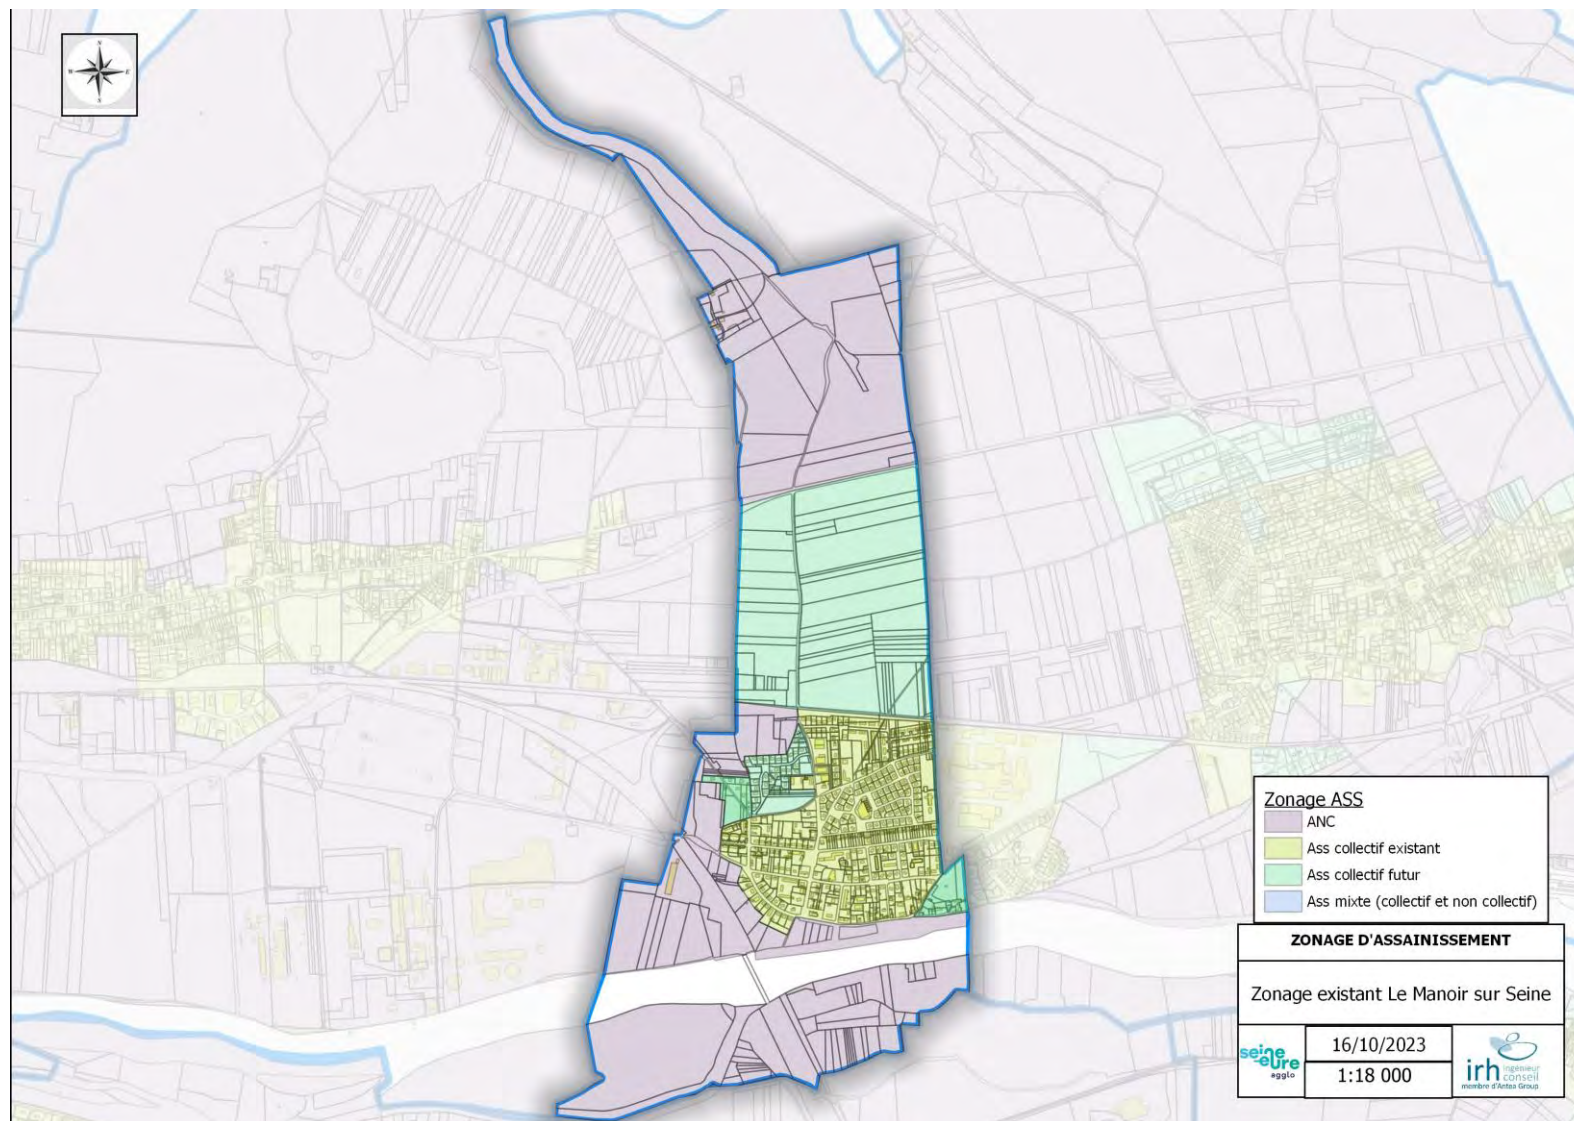 N
W E
S
Zonage ASS
ANC
Ass collectif existant
Ass collectif futur
Ass mixte (collectif et non collectif)
ZONAGE D'ASSAINISSEMENT
Zonage existant Le Manoir sur Seine
seine
eure
agglo
16/10/2023
1:18 000
irh ingénieur
conseil
membre d'Antea Group